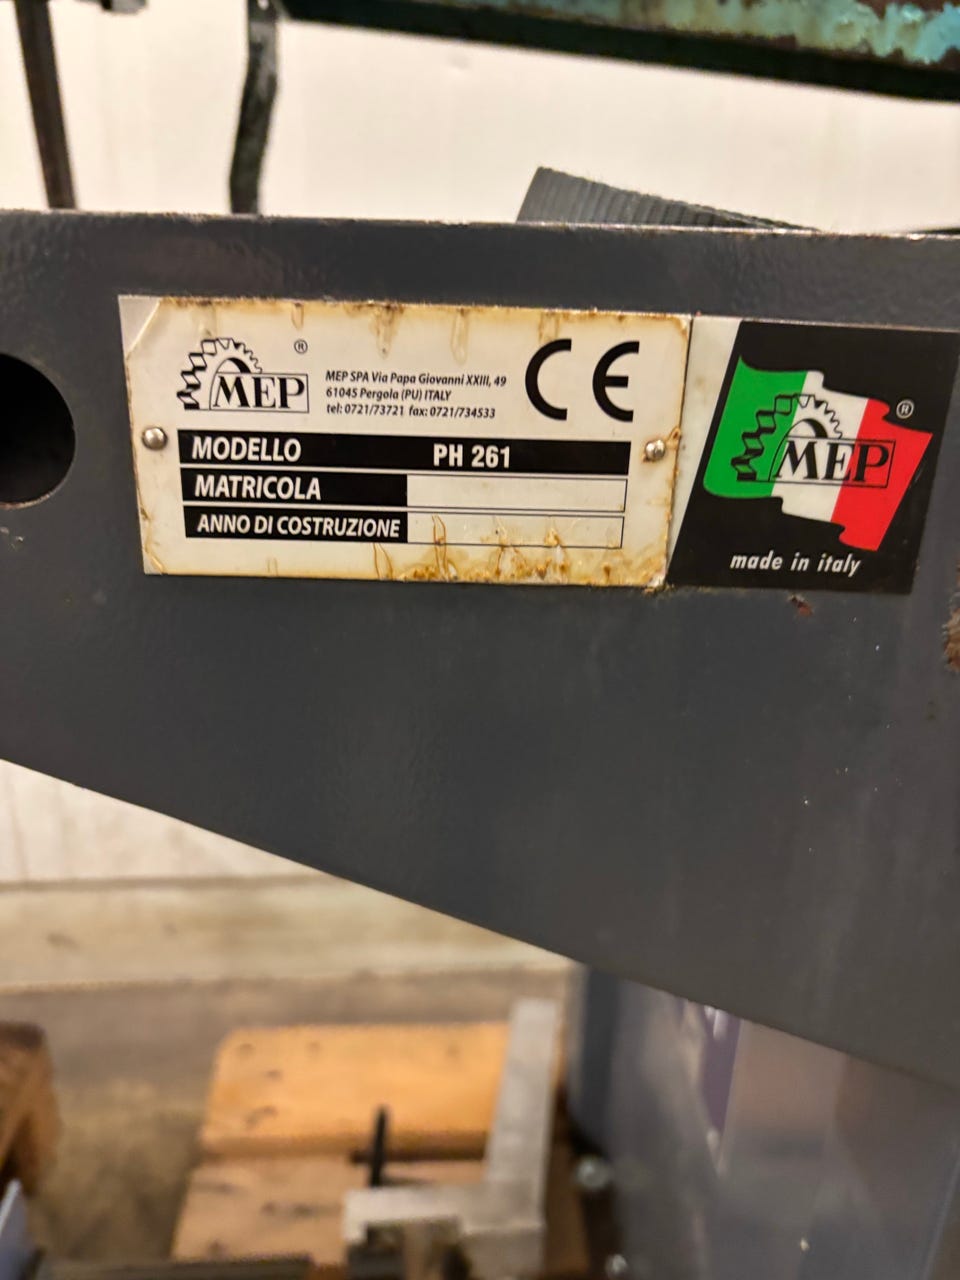 MEP ®
MEP SPA Via Papa Giovanni XXIII, 49
61045 Pergola (PU) ITALY
tel: 0721/73721 fax: 0721/734533
CE
MODELLO PH 261
MATRICOLA
ANNO DI COSTRUZIONE
MEP ®
made in italy